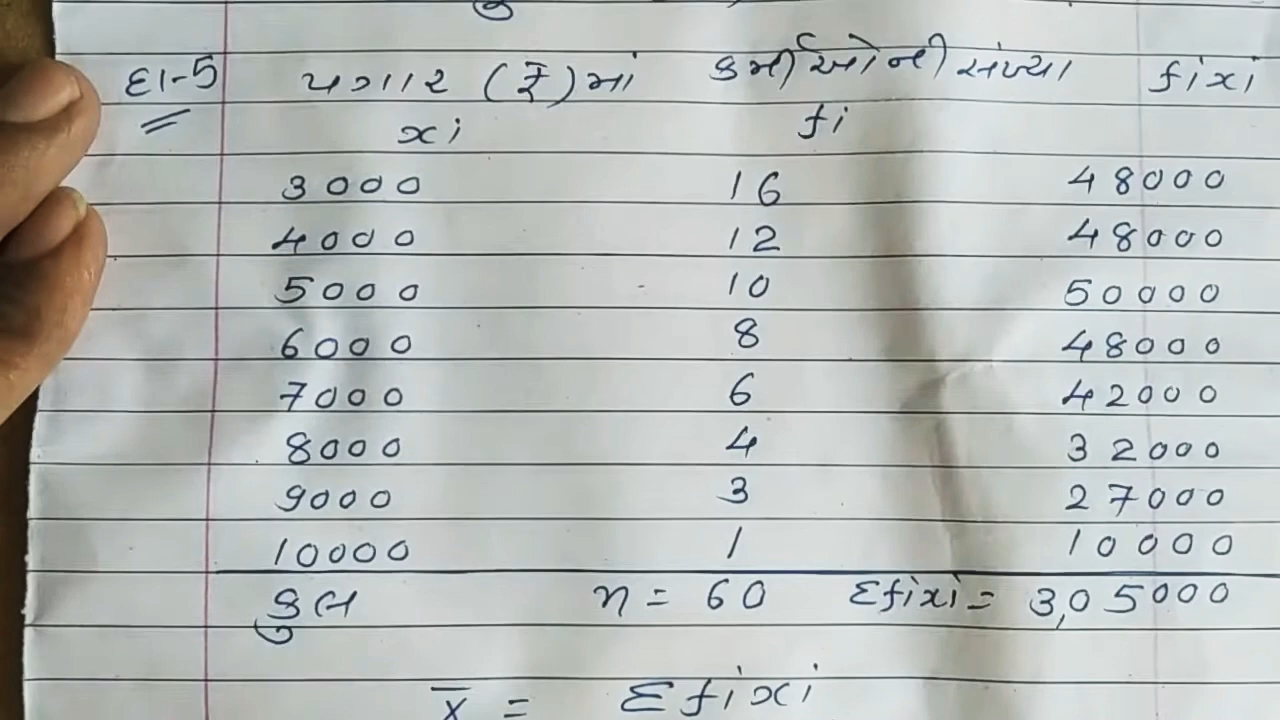 દા-5 પગાર (₹)માં કર્મીઓની સંખ્યા fixi
xi fi
3000 16 48000
4000 12 48000
5000 10 50000
6000 8 48000
7000 6 42000
8000 4 32000
9000 3 27000
10000 1 10000
કુલ n = 60 Σfixi = 3,05000
x̄ = Σfixi